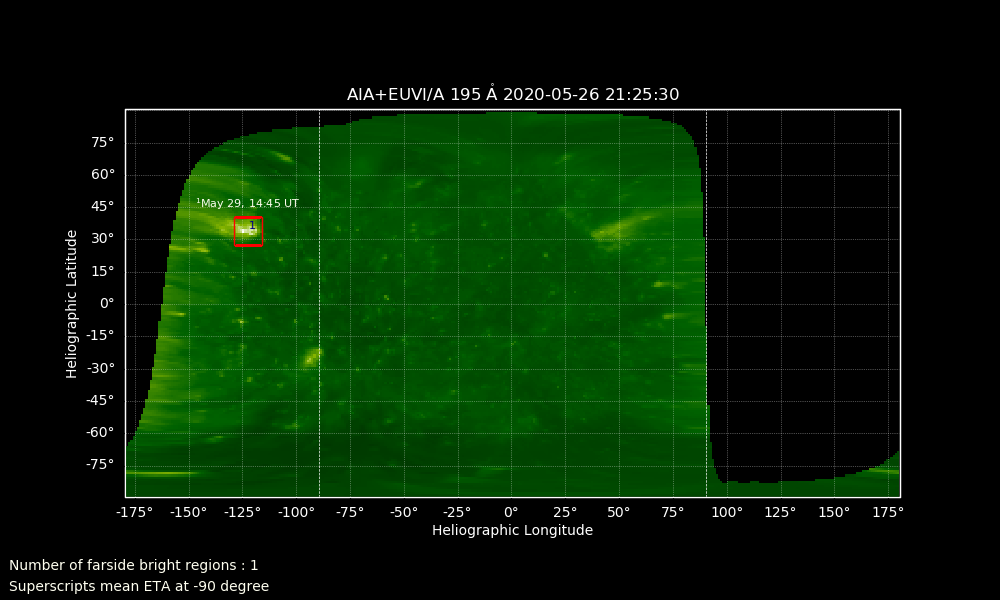 AIA+EUVI/A 195 Å 2020-05-26 21:25:30
75°
60°
¹May 29, 14:45 UT
45°
1
30°
15°
0°
-15°
-30°
-45°
-60°
-75°
Heliographic Latitude
-175° -150° -125° -100° -75° -50° -25° 0° 25° 50° 75° 100° 125° 150° 175°
Heliographic Longitude
Number of farside bright regions : 1
Superscripts mean ETA at -90 degree